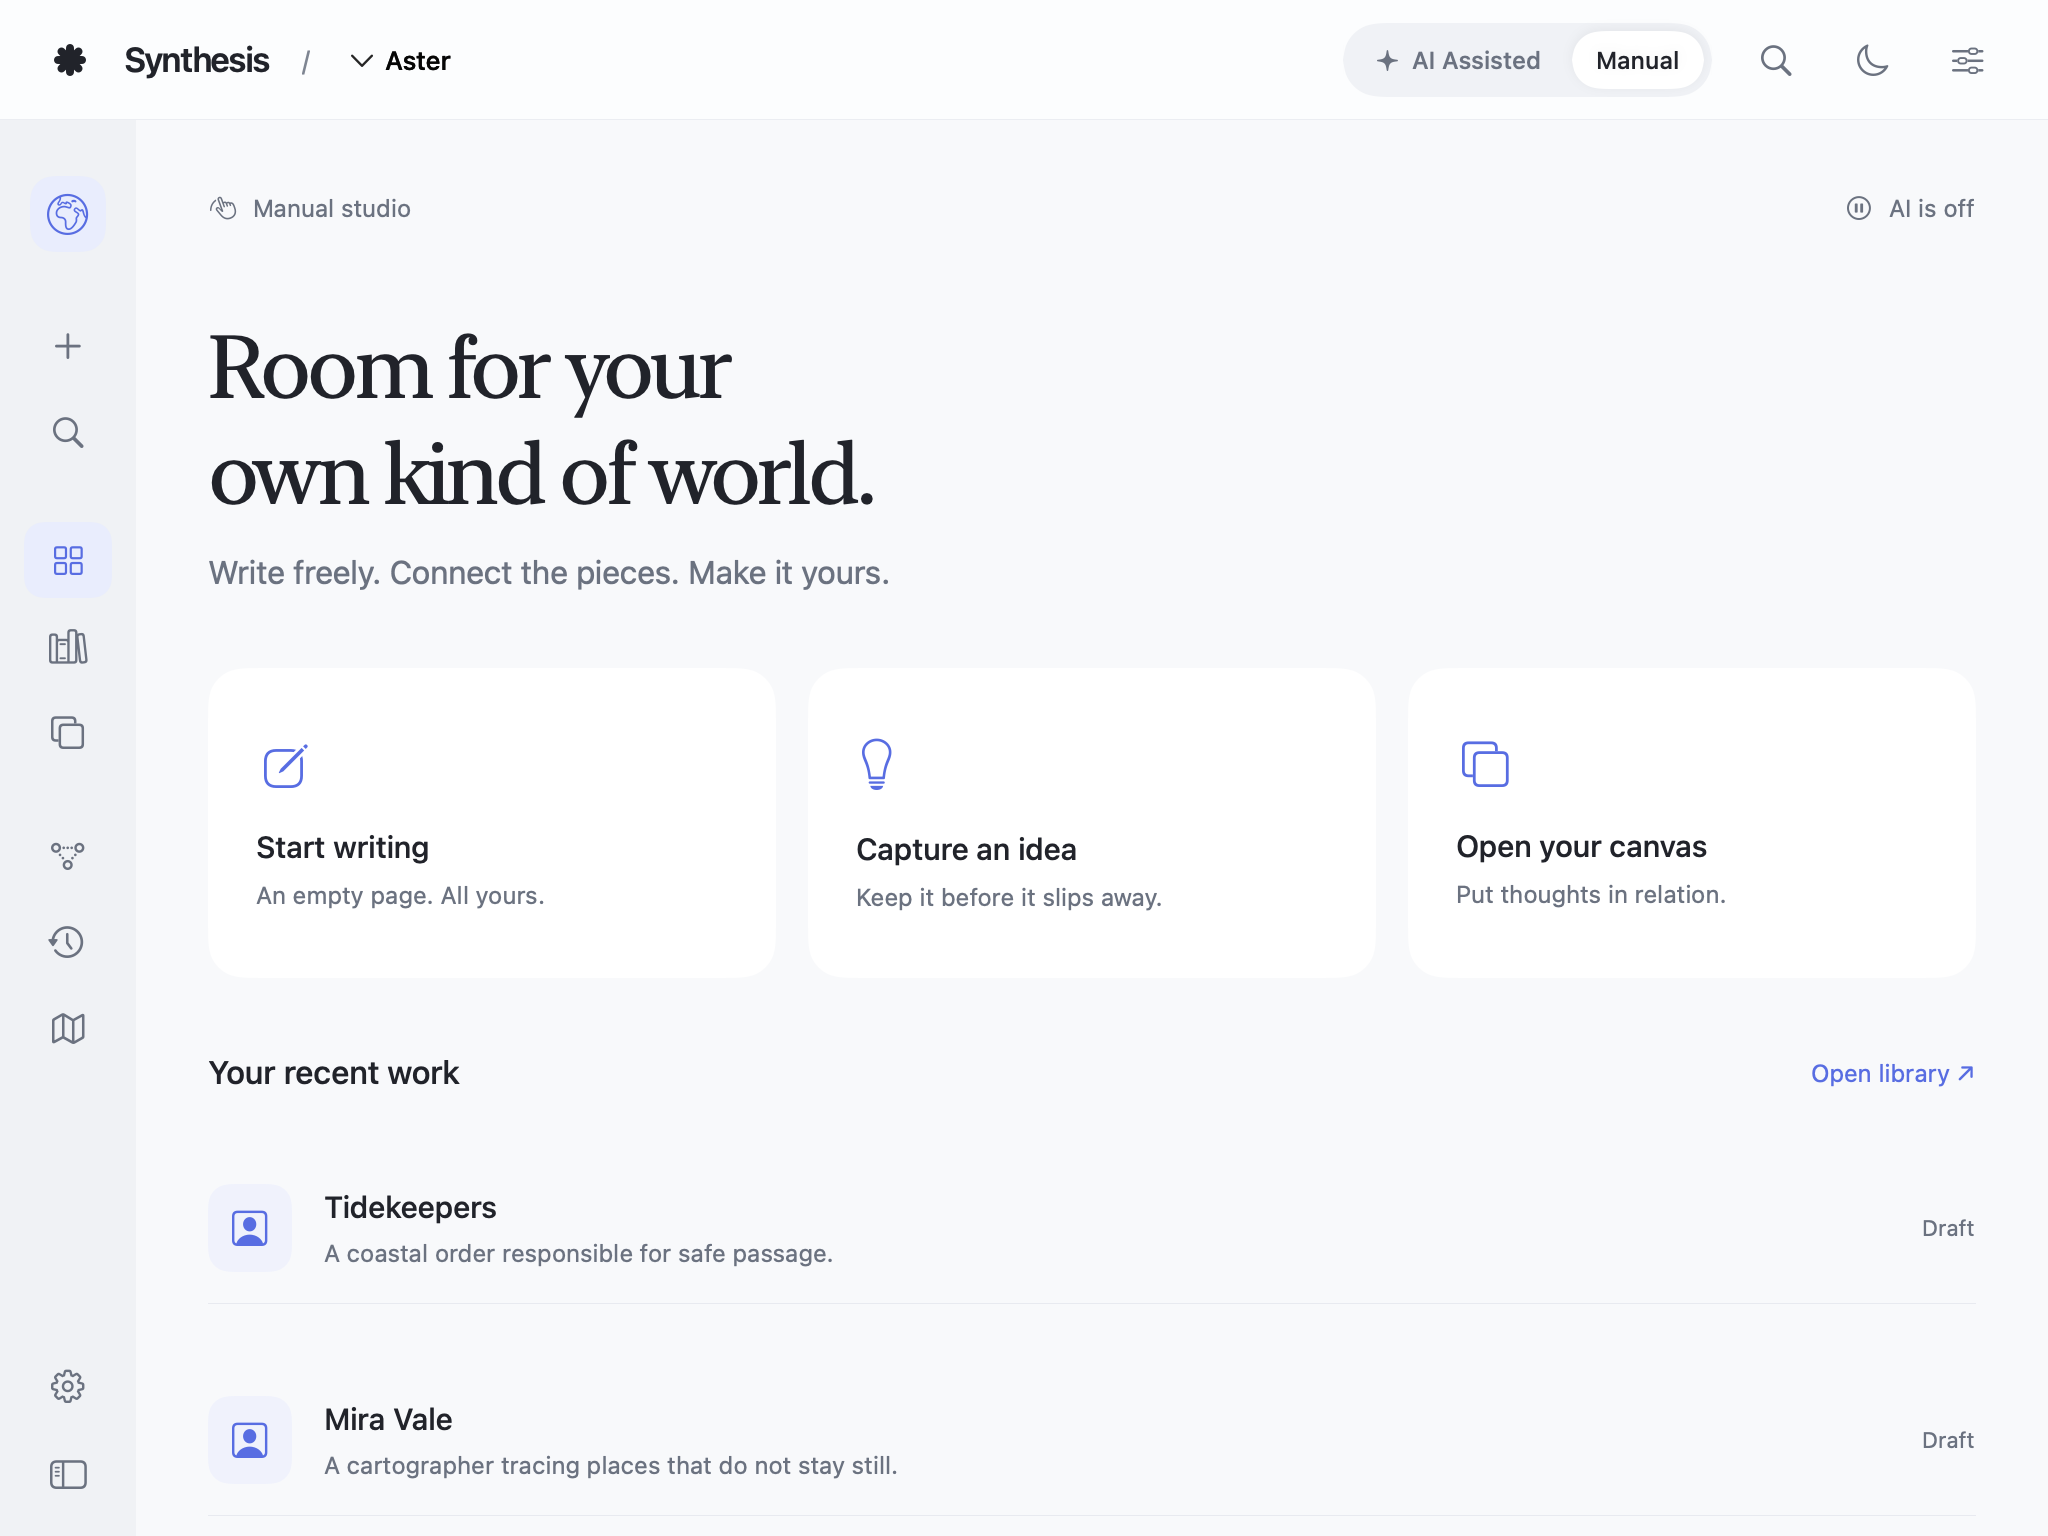 Synthesis / Aster
AI Assisted
Manual
Manual studio
AI is off
Room for your
own kind of world.
Write freely. Connect the pieces. Make it yours.
Start writing
An empty page. All yours.
Capture an idea
Keep it before it slips away.
Open your canvas
Put thoughts in relation.
Your recent work
Open library
Tidekeepers
A coastal order responsible for safe passage.
Draft
Mira Vale
A cartographer tracing places that do not stay still.
Draft